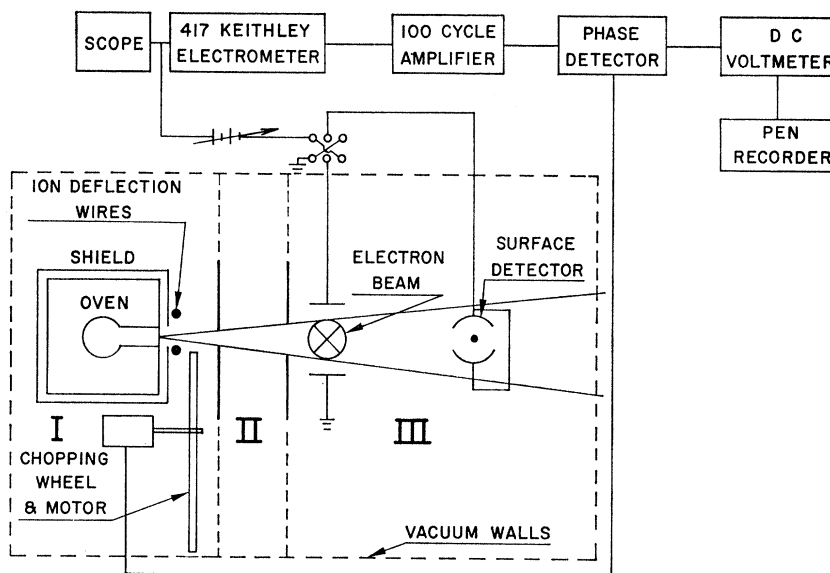 SCOPE
417 KEITHLEY
ELECTROMETER
100 CYCLE
AMPLIFIER
PHASE
DETECTOR
D C
VOLTMETER
PEN
RECORDER
ION DEFLECTION
WIRES
SHIELD
OVEN
ELECTRON
BEAM
SURFACE
DETECTOR
I
II
III
CHOPPING
WHEEL
& MOTOR
VACUUM WALLS